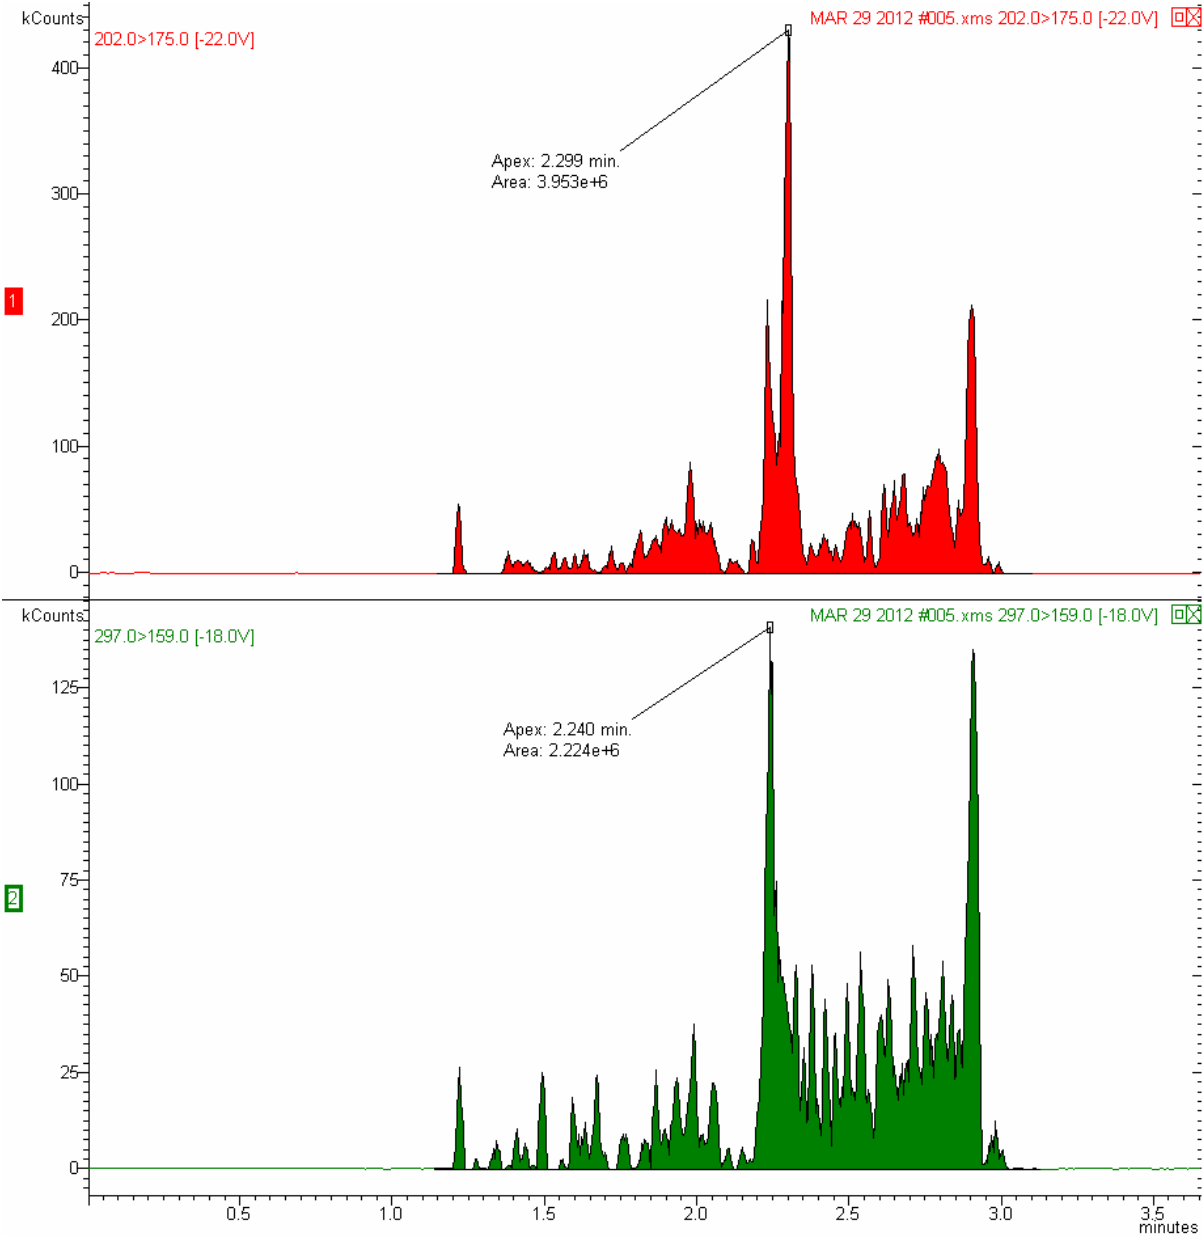 kCounts
MAR 29 2012 #005.xms 202.0>175.0 [-22.0V]
202.0>175.0 [-22.0V]
400
Apex: 2.299 min.
Area: 3.953e+6
300
1
200
100
0
kCounts
MAR 29 2012 #005.xms 297.0>159.0 [-18.0V]
297.0>159.0 [-18.0V]
125
Apex: 2.240 min.
Area: 2.224e+6
100
75
2
50
25
0
0.5 1.0 1.5 2.0 2.5 3.0 3.5
minutes